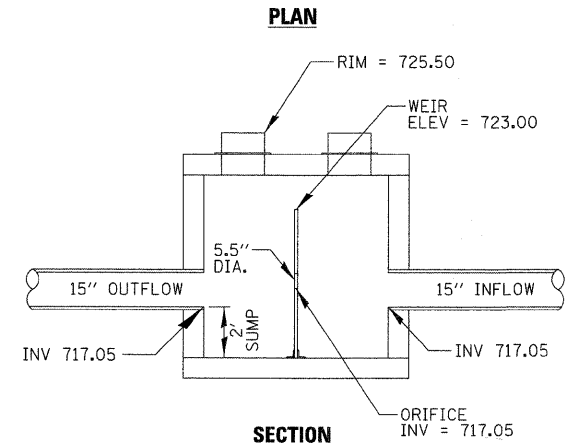 PLAN
RIM = 725.50
WEIR
ELEV = 723.00
5.5"
DIA.
15" OUTFLOW
15" INFLOW
2'
SUMP
INV 717.05
INV 717.05
ORIFICE
INV = 717.05
SECTION